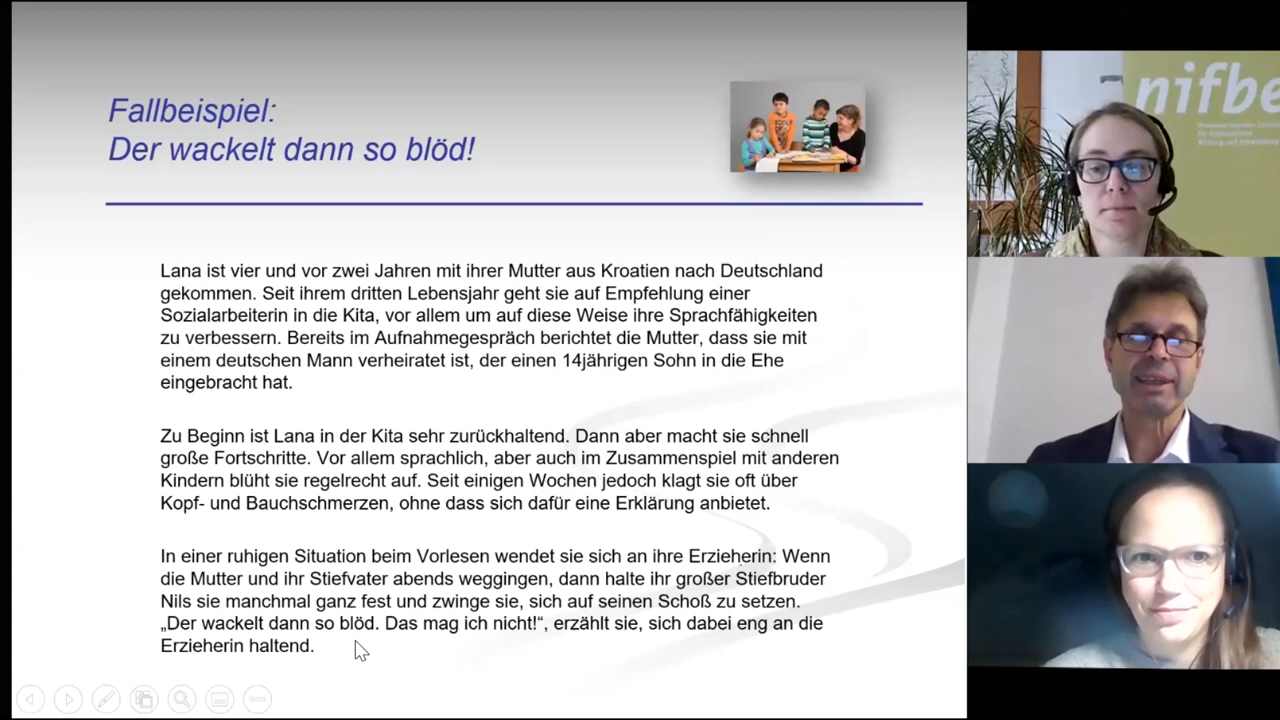 Fallbeispiel:
Der wackelt dann so blöd!
Lana ist vier und vor zwei Jahren mit ihrer Mutter aus Kroatien nach Deutschland
gekommen. Seit ihrem dritten Lebensjahr geht sie auf Empfehlung einer
Sozialarbeiterin in die Kita, vor allem um auf diese Weise ihre Sprachfähigkeiten
zu verbessern. Bereits im Aufnahmegespräch berichtet die Mutter, dass sie mit
einem deutschen Mann verheiratet ist, der einen 14jährigen Sohn in die Ehe
eingebracht hat.
Zu Beginn ist Lana in der Kita sehr zurückhaltend. Dann aber macht sie schnell
große Fortschritte. Vor allem sprachlich, aber auch im Zusammenspiel mit anderen
Kindern blüht sie regelrecht auf. Seit einigen Wochen jedoch klagt sie oft über
Kopf- und Bauchschmerzen, ohne dass sich dafür eine Erklärung anbietet.
In einer ruhigen Situation beim Vorlesen wendet sie sich an ihre Erzieherin: Wenn
die Mutter und ihr Stiefvater abends weggingen, dann halte ihr großer Stiefbruder
Nils sie manchmal ganz fest und zwinge sie, sich auf seinen Schoß zu setzen.
„Der wackelt dann so blöd. Das mag ich nicht!“, erzählt sie, sich dabei eng an die
Erzieherin haltend.
nifbe